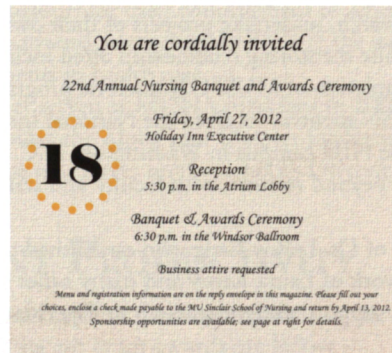 You are cordially invited
22nd Annual Nursing Banquet and Awards Ceremony
Friday, April 27, 2012
Holiday Inn Executive Center
18
Reception
5:30 p.m. in the Atrium Lobby
Banquet & Awards Ceremony
6:30 p.m. in the Windsor Ballroom
Business attire requested
Menu and registration information are on the reply envelope in this magazine. Please fill out your
choices, enclose a check made payable to the MU Sinclair School of Nursing and return by April 13, 2012.
Sponsorship opportunities are available; see page at right for details.